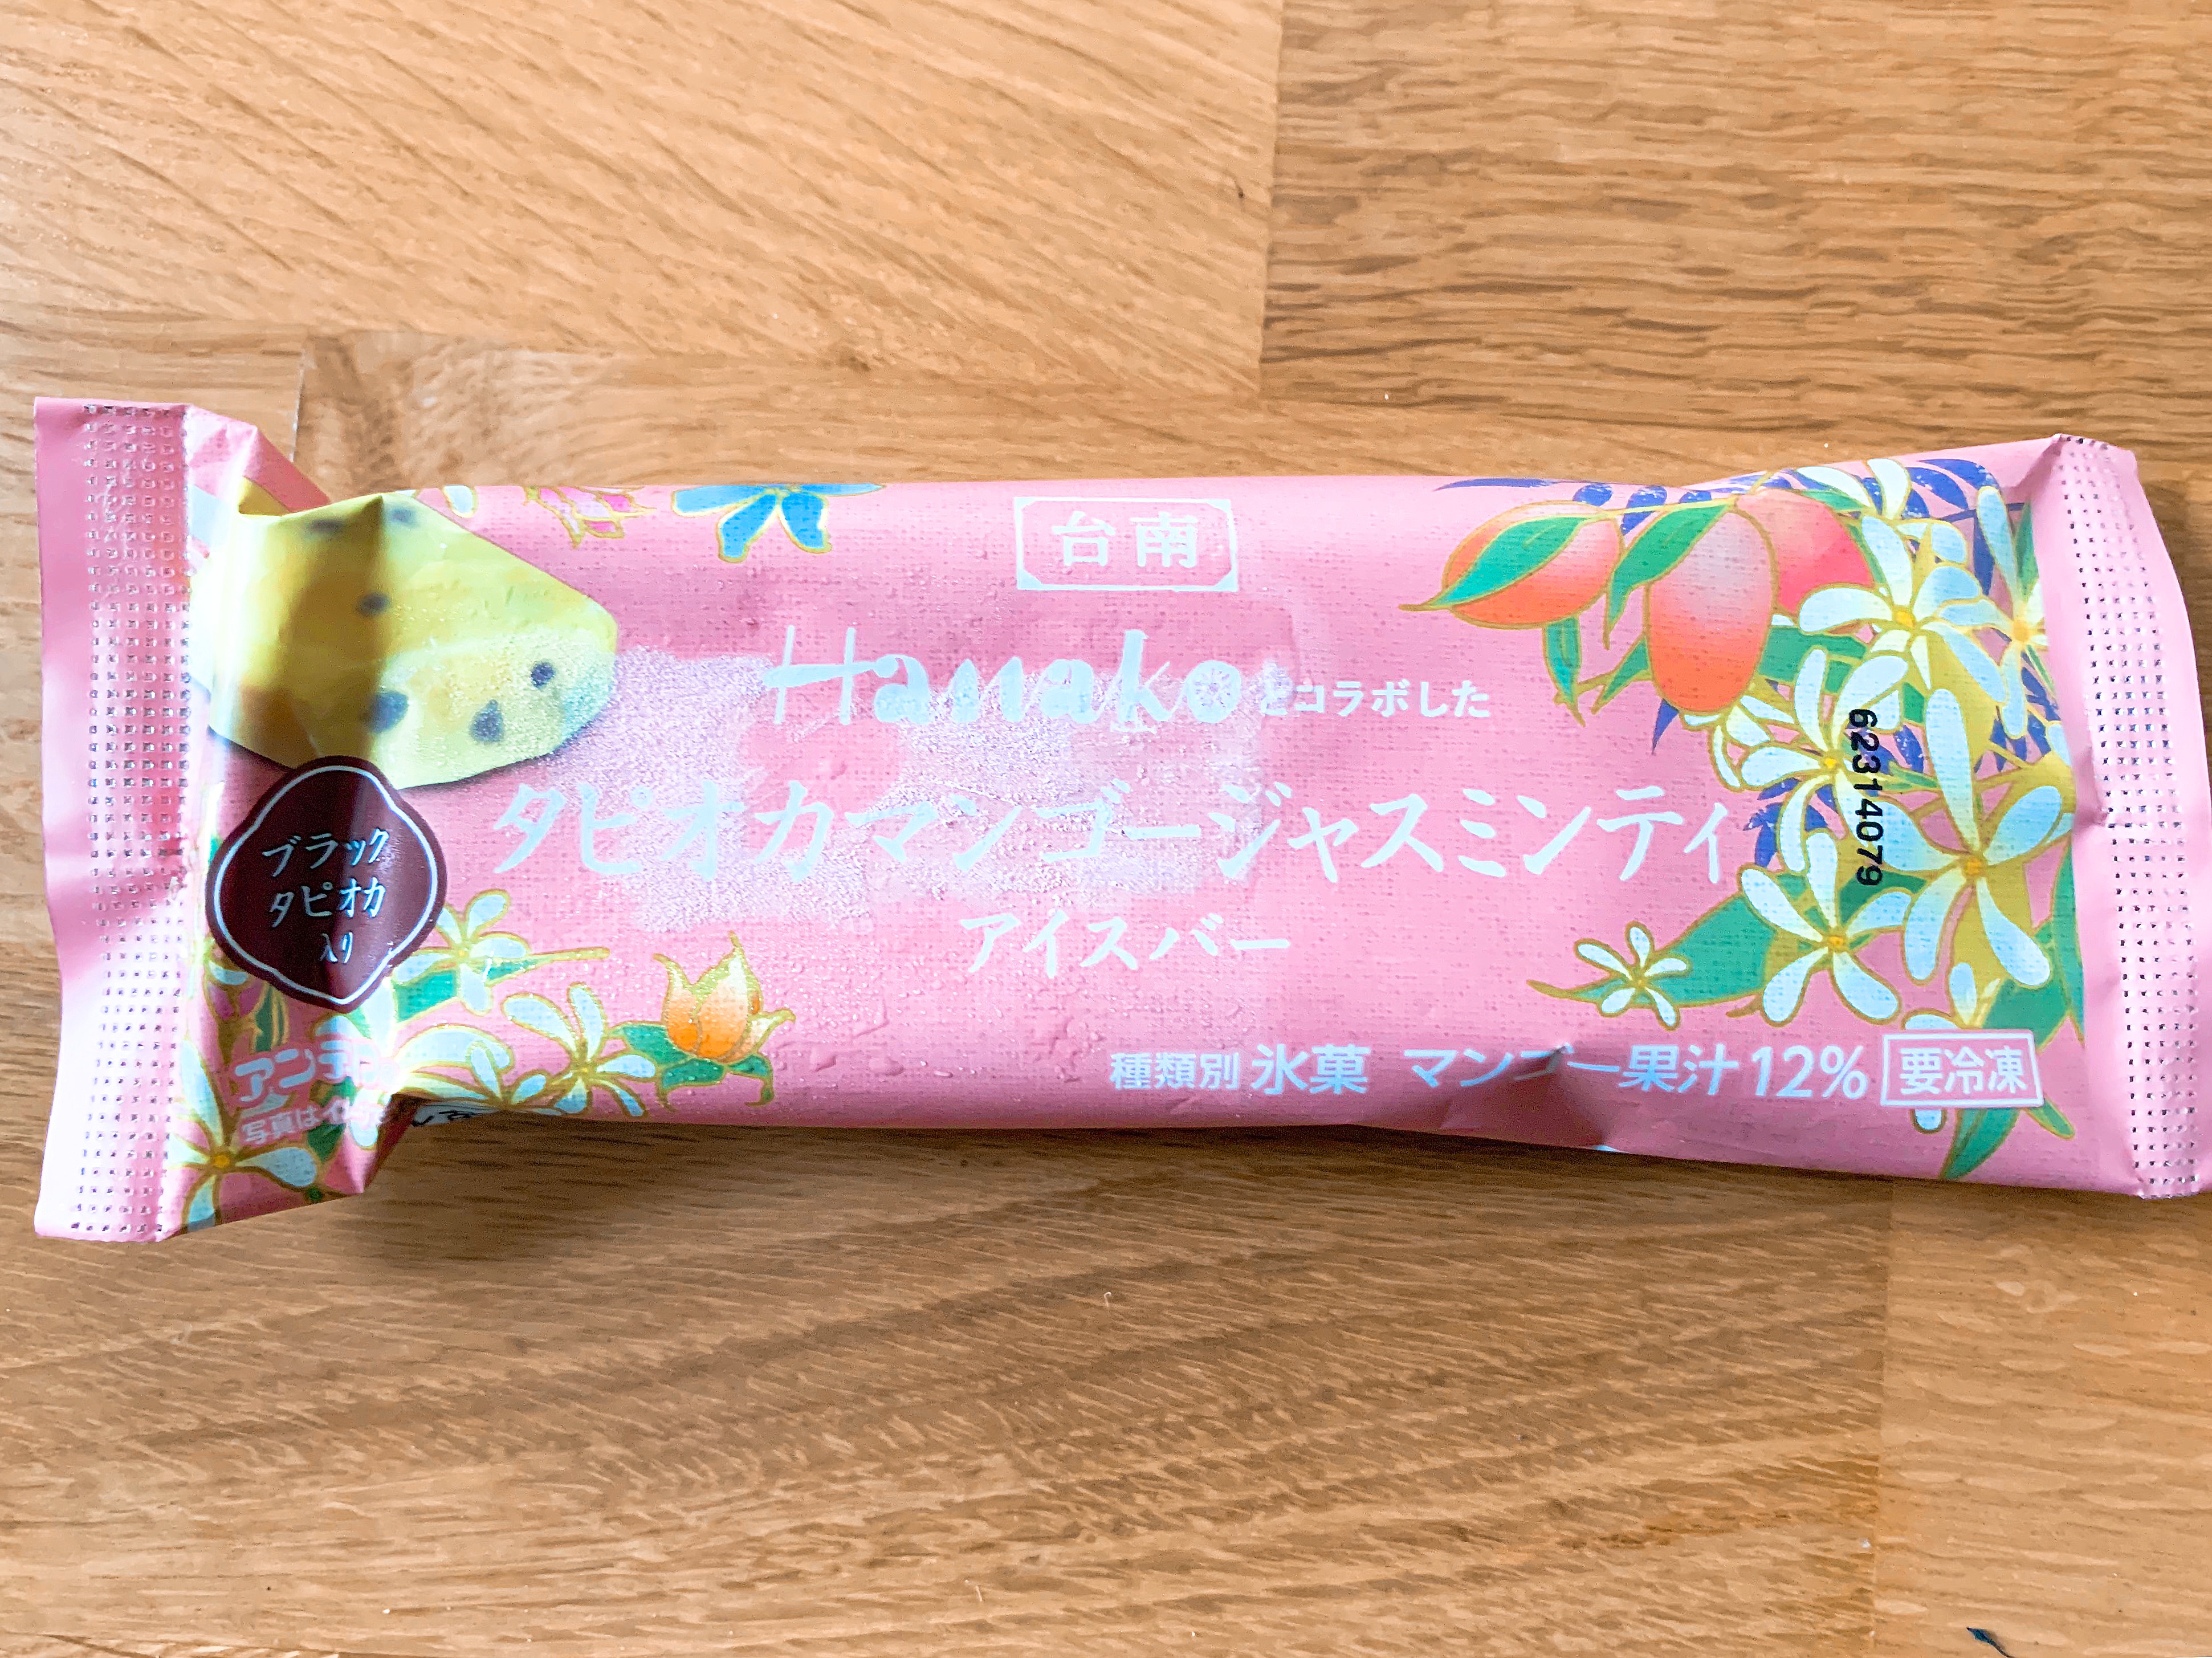 台南
Hanakoとコラボした
タピオカマンゴージャスミンティ
アイスバー
ブラック
タピオカ
入り
写真は
種類別 氷菓 マンゴー果汁12% 要冷凍
62314079